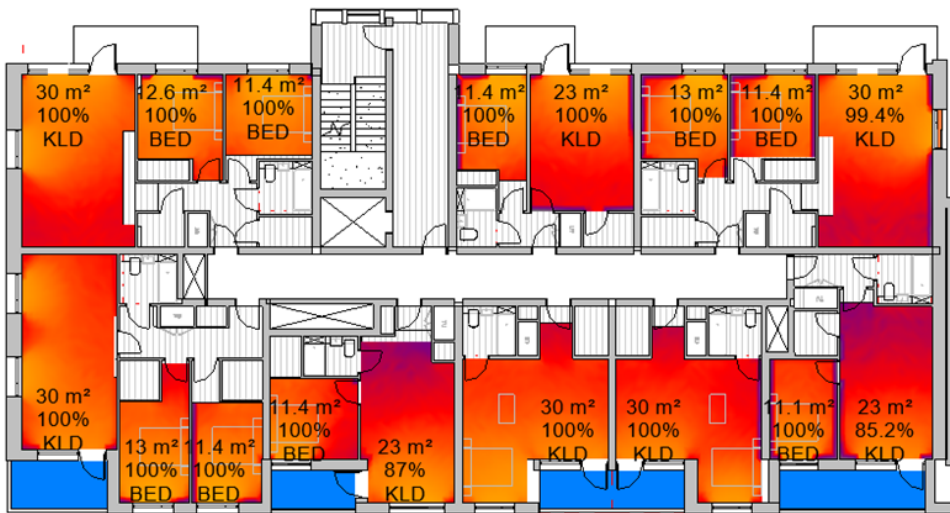 30 m²
100%
KLD
12.6 m²
100%
BED
11.4 m²
100%
BED
11.4 m²
100%
BED
23 m²
100%
KLD
13 m²
100%
BED
11.4 m²
100%
BED
30 m²
99.4%
KLD
30 m²
100%
KLD
13 m²
100%
BED
11.4 m²
100%
BED
11.4 m²
100%
BED
23 m²
87%
KLD
30 m²
100%
KLD
30 m²
100%
KLD
11.1 m²
100%
BED
23 m²
85.2%
KLD